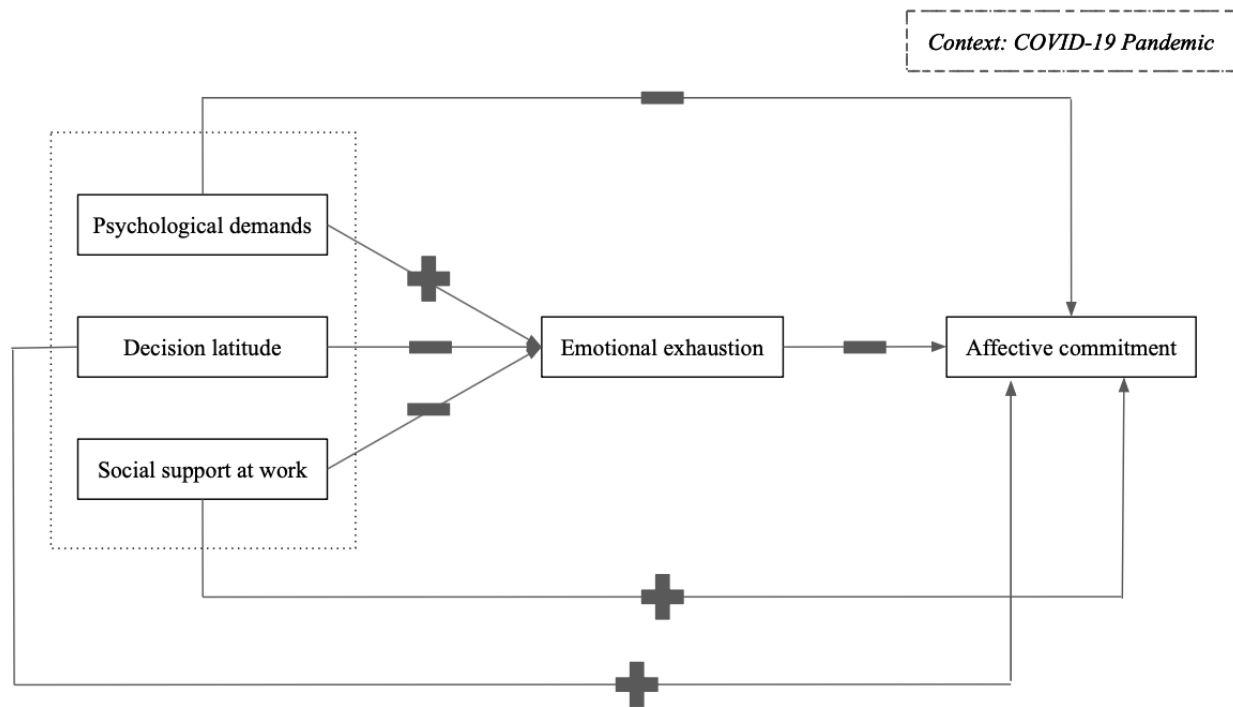 Context: COVID-19 Pandemic
Psychological demands
Decision latitude
Emotional exhaustion
Affective commitment
Social support at work